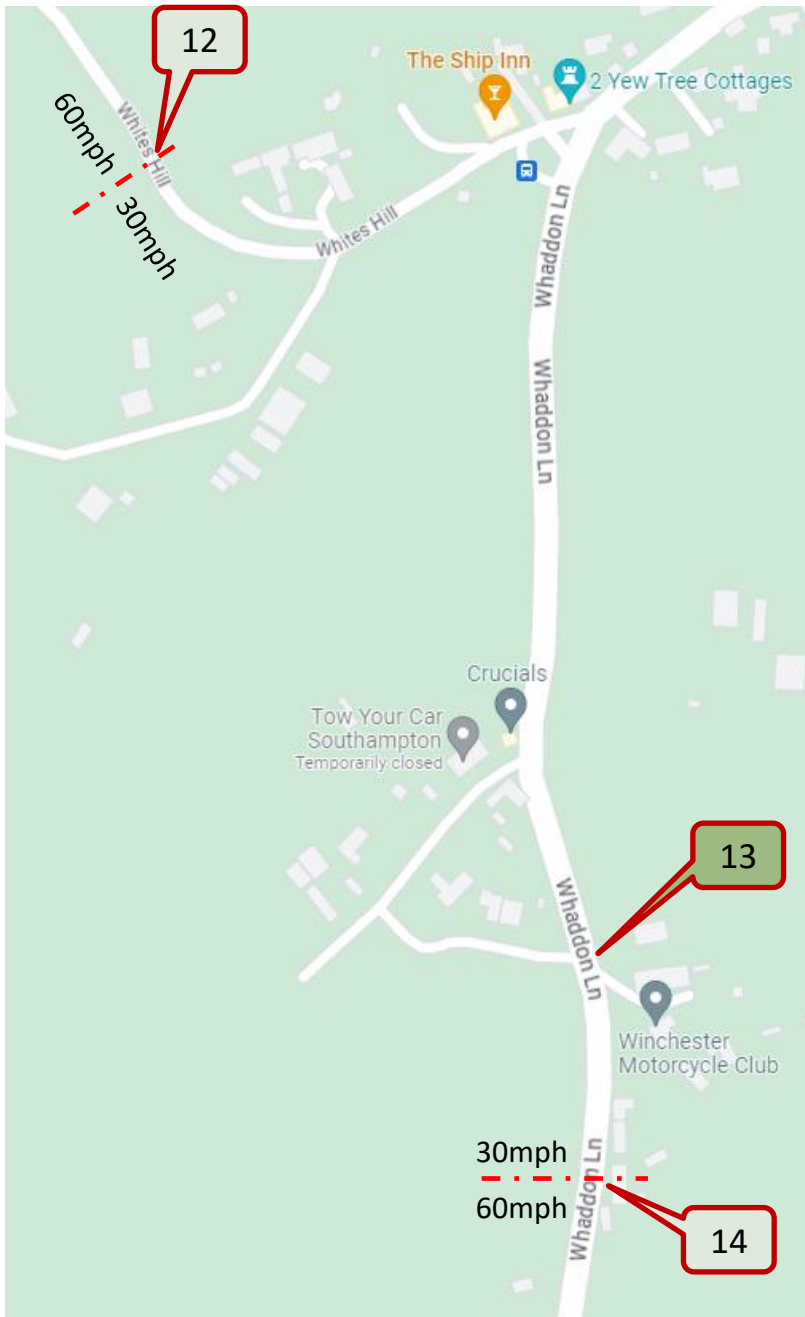 12
The Ship Inn
2 Yew Tree Cottages
60mph
Whites Hill
30mph
Whites Hill
Whaddon Ln
Whaddon Ln
Crucials
Tow Your Car
Southampton
Temporarily closed
13
Whaddon Ln
Winchester
Motorcycle Club
30mph
60mph
Whaddon Ln
14